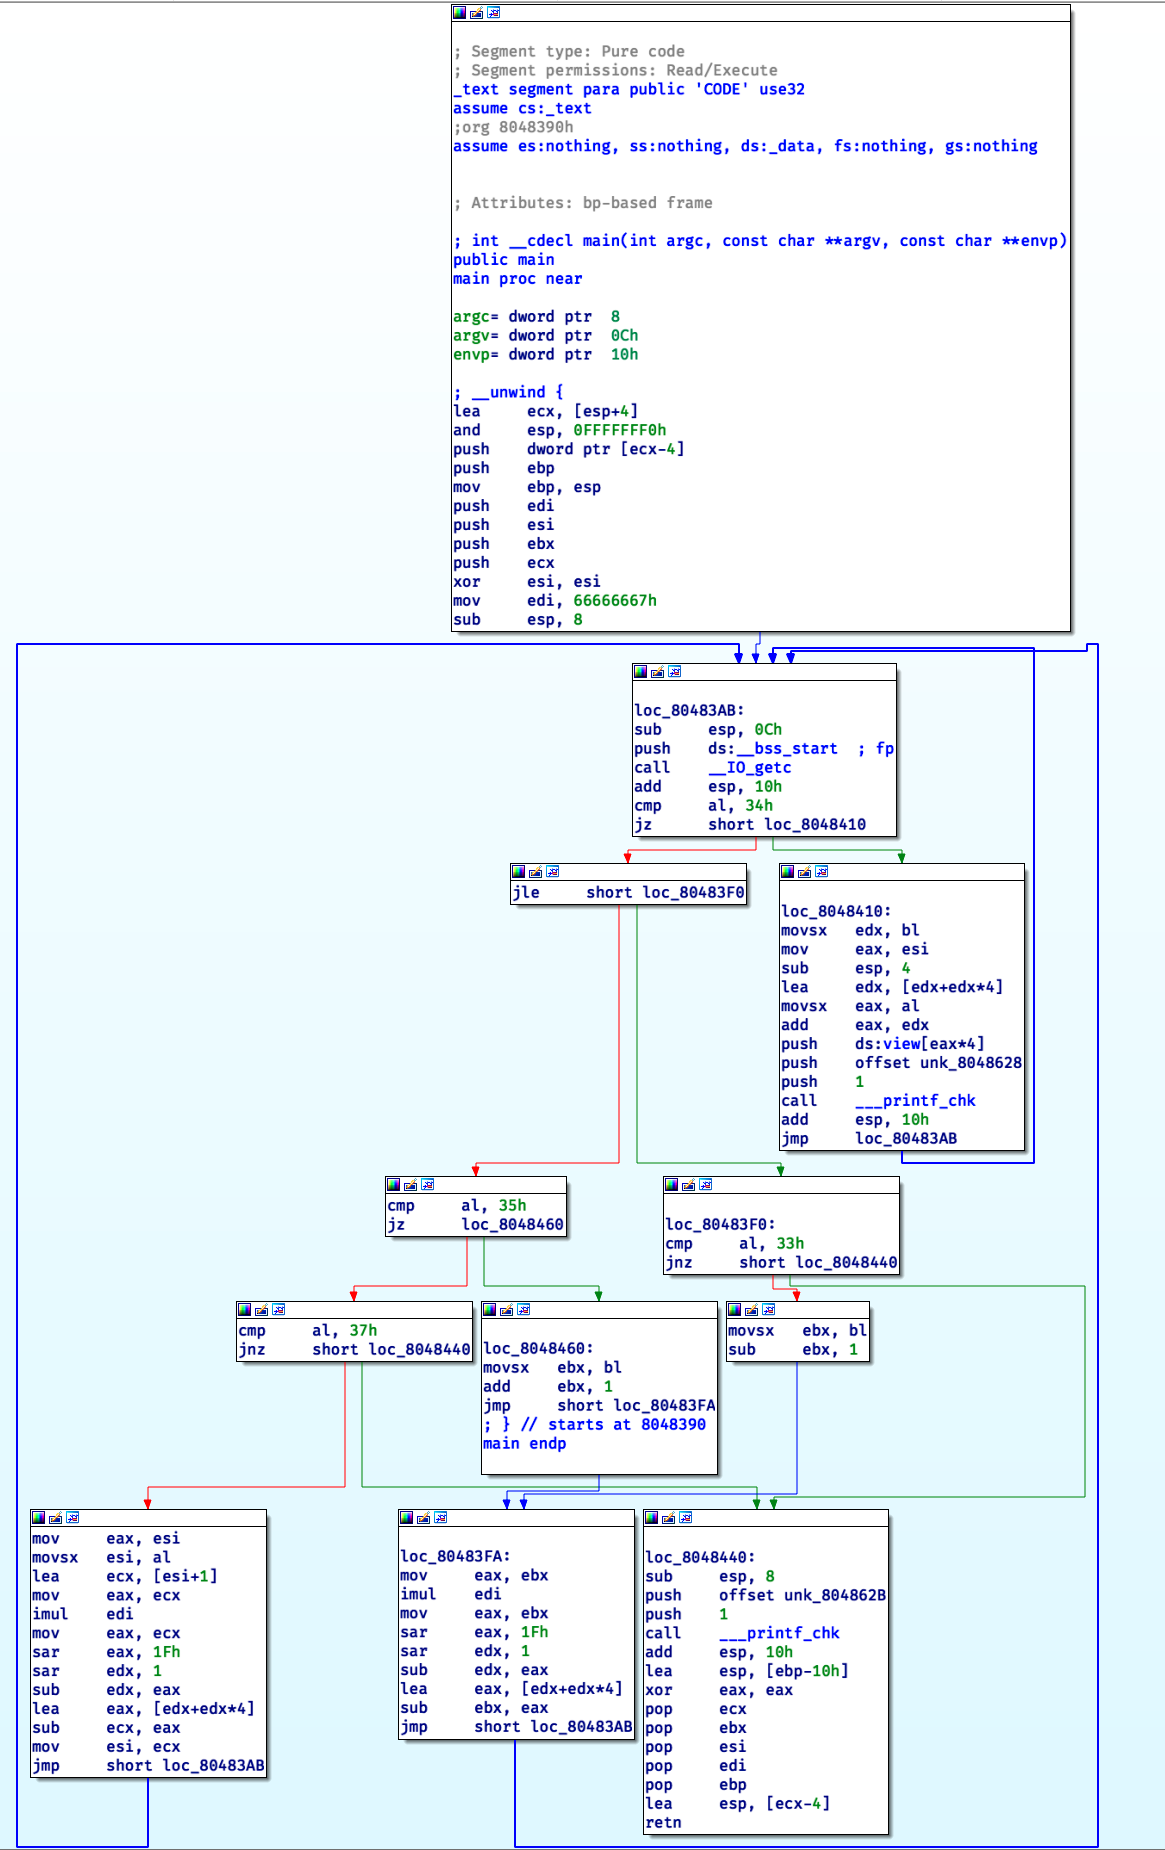 ; Segment type: Pure code
; Segment permissions: Read/Execute
_text segment para public 'CODE' use32
assume cs:_text
;org 8048390h
assume es:nothing, ss:nothing, ds:_data, fs:nothing, gs:nothing
; Attributes: bp-based frame
; int __cdecl main(int argc, const char **argv, const char **envp)
public main
main proc near
argc= dword ptr  8
argv= dword ptr  0Ch
envp= dword ptr  10h
; __unwind {
lea     ecx, [esp+4]
and     esp, 0FFFFFFF0h
push    dword ptr [ecx-4]
push    ebp
mov     ebp, esp
push    edi
push    esi
push    ebx
push    ecx
xor     esi, esi
mov     edi, 66666667h
sub     esp, 8
loc_80483AB:
sub     esp, 0Ch
push    ds:__bss_start  ; fp
call    __IO_getc
add     esp, 10h
cmp     al, 34h
jz      short loc_8048410
jle     short loc_80483F0
loc_8048410:
movsx   edx, bl
mov     eax, esi
sub     esp, 4
lea     edx, [edx+edx*4]
movsx   eax, al
add     eax, edx
push    ds:view[eax*4]
push    offset unk_8048628
push    1
call    ___printf_chk
add     esp, 10h
jmp     loc_80483AB
cmp     al, 35h
jz      loc_8048460
loc_80483F0:
cmp     al, 33h
jnz     short loc_8048440
cmp     al, 37h
jnz     short loc_8048440
loc_8048460:
movsx   ebx, bl
add     ebx, 1
jmp     short loc_80483FA
; } // starts at 8048390
main endp
movsx   ebx, bl
sub     ebx, 1
mov     eax, esi
movsx   esi, al
lea     ecx, [esi+1]
mov     eax, ecx
imul    edi
mov     eax, ecx
sar     eax, 1Fh
sar     edx, 1
sub     edx, eax
lea     eax, [edx+edx*4]
sub     ecx, eax
mov     esi, ecx
jmp     short loc_80483AB
loc_80483FA:
mov     eax, ebx
imul    edi
mov     eax, ebx
sar     eax, 1Fh
sar     edx, 1
sub     edx, eax
lea     eax, [edx+edx*4]
sub     ebx, eax
jmp     short loc_80483AB
loc_8048440:
sub     esp, 8
push    offset unk_804862B
push    1
call    ___printf_chk
add     esp, 10h
lea     esp, [ebp-10h]
xor     eax, eax
pop     ecx
pop     ebx
pop     esi
pop     edi
pop     ebp
lea     esp, [ecx-4]
retn